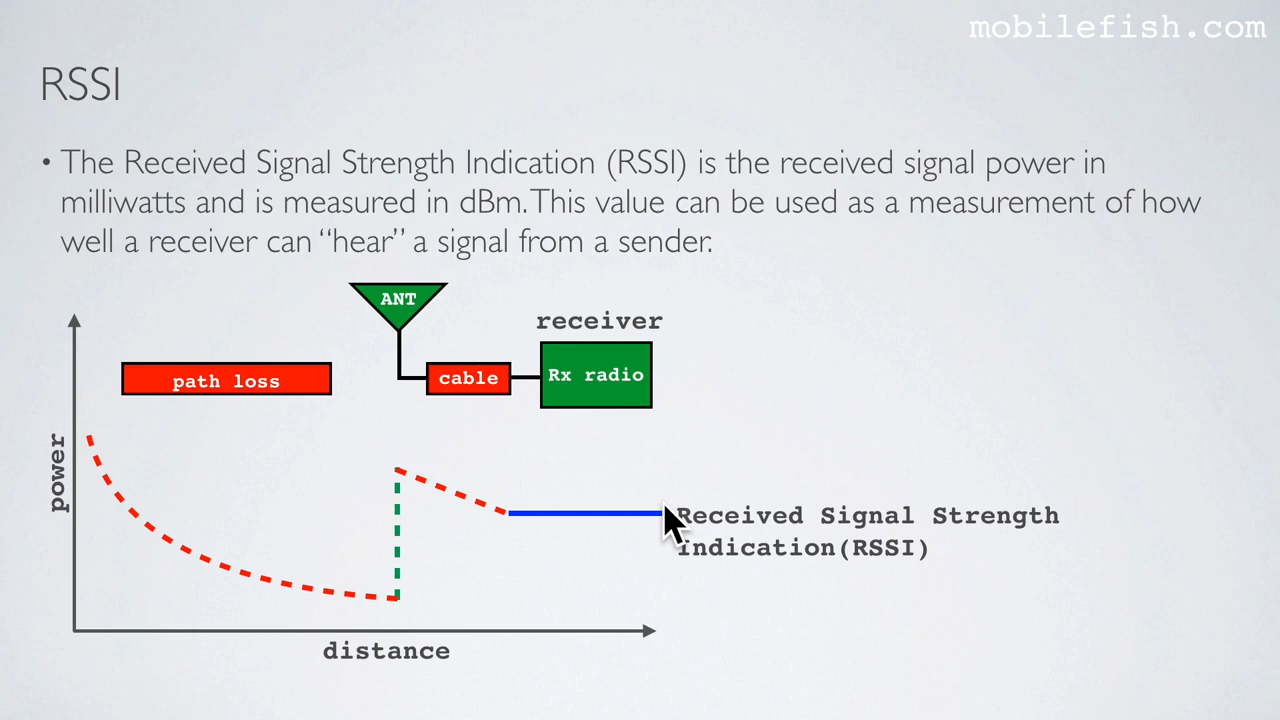 mobilefish.com
RSSI
• The Received Signal Strength Indication (RSSI) is the received signal power in
milliwatts and is measured in dBm. This value can be used as a measurement of how
well a receiver can “hear” a signal from a sender.
ANT
receiver
path loss
cable
Rx radio
power
Received Signal Strength
Indication(RSSI)
distance